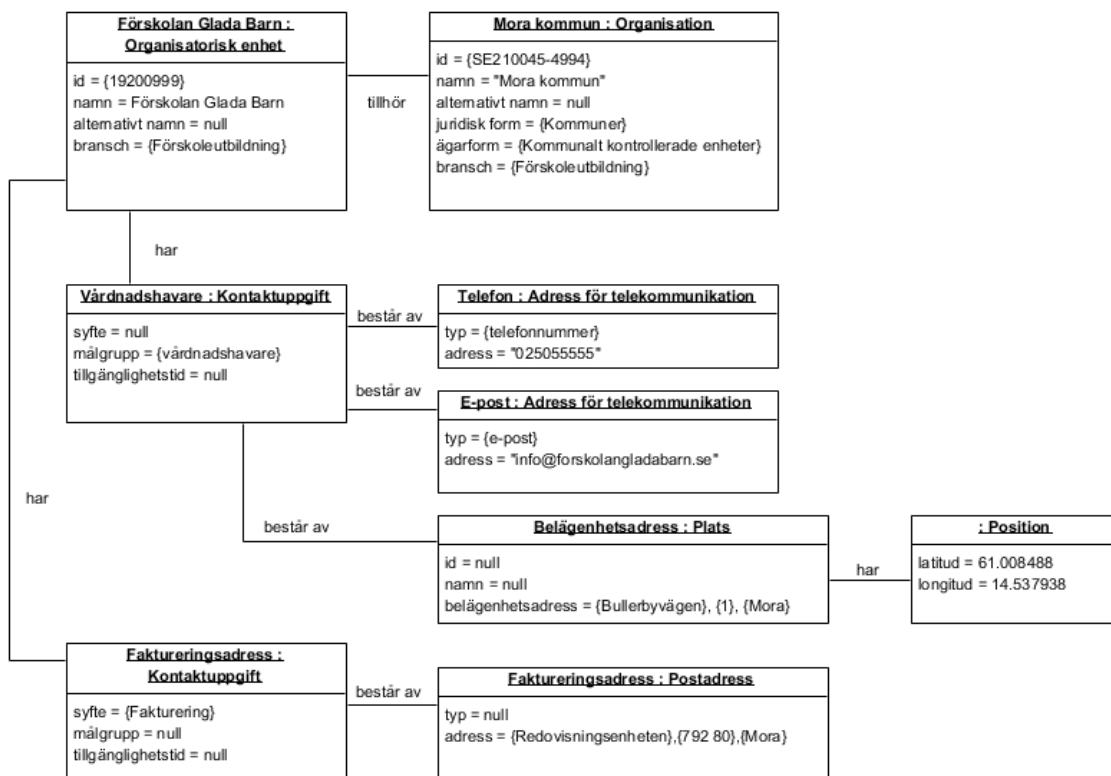 Förskolan Glada Barn :
Organisatorisk enhet
id = {19200999}
namn = Förskolan Glada Barn
alternativt namn = null
bransch = {Förskoleutbildning}
tillhör
Mora kommun : Organisation
id = {SE210045-4994}
namn = "Mora kommun"
alternativt namn = null
juridisk form = {Kommuner}
ägarform = {Kommunalt kontrollerade enheter}
bransch = {Förskoleutbildning}
har
Vårdnadshavare : Kontaktuppgift
syfte = null
målgrupp = {vårdnadshavare}
tillgänglighetstid = null
består av
Telefon : Adress för telekommunikation
typ = {telefonnummer}
adress = "025055555"
består av
E-post : Adress för telekommunikation
typ = {e-post}
adress = "info@forskolangladabarn.se"
har
består av
Belägenhetsadress : Plats
id = null
namn = null
belägenhetsadress = {Bullerbyvägen}, {1}, {Mora}
har
: Position
latitud = 61.008488
longitud = 14.537938
Faktureringsadress :
Kontaktuppgift
syfte = {Fakturering}
målgrupp = null
tillgänglighetstid = null
består av
Faktureringsadress : Postadress
typ = null
adress = {Redovisningsenheten},{792 80},{Mora}